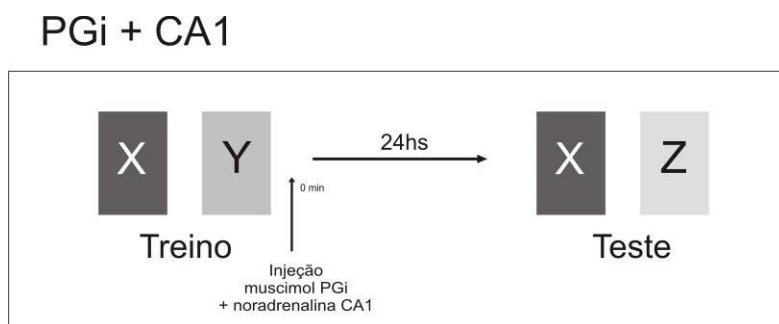 PGi + CA1
X Y
24hs
X Z
0 min
Treino
Teste
Injeção
muscimol PGi
+ noradrenalina CA1